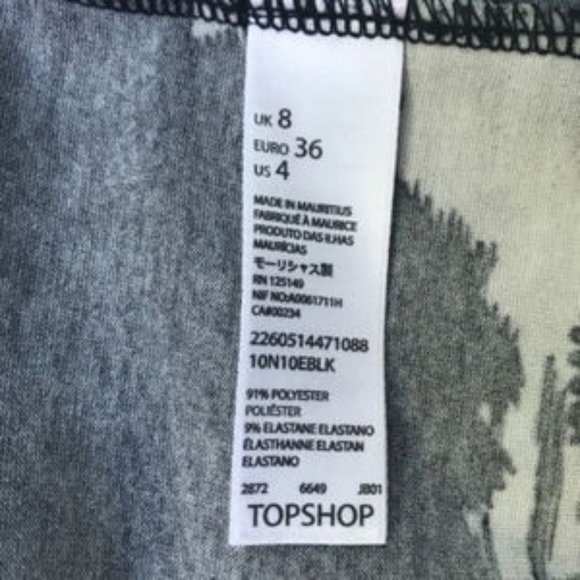 UK 8
EURO 36
US 4
MADE IN MAURITIUS
FABRIQUÉ À MAURICE
PRODUTO DAS ILHAS
MAURÍCIAS
モーリシャス製
RN 125149
NIF NO:A0061711H
CA#00234
2260514471088
10N10EBLK
91% POLYESTER
POLIÉSTER
9% ELASTANE ELASTANO
ÉLASTHANNE ELASTAN
ELASTANO
2872 6649 JB01
TOPSHOP